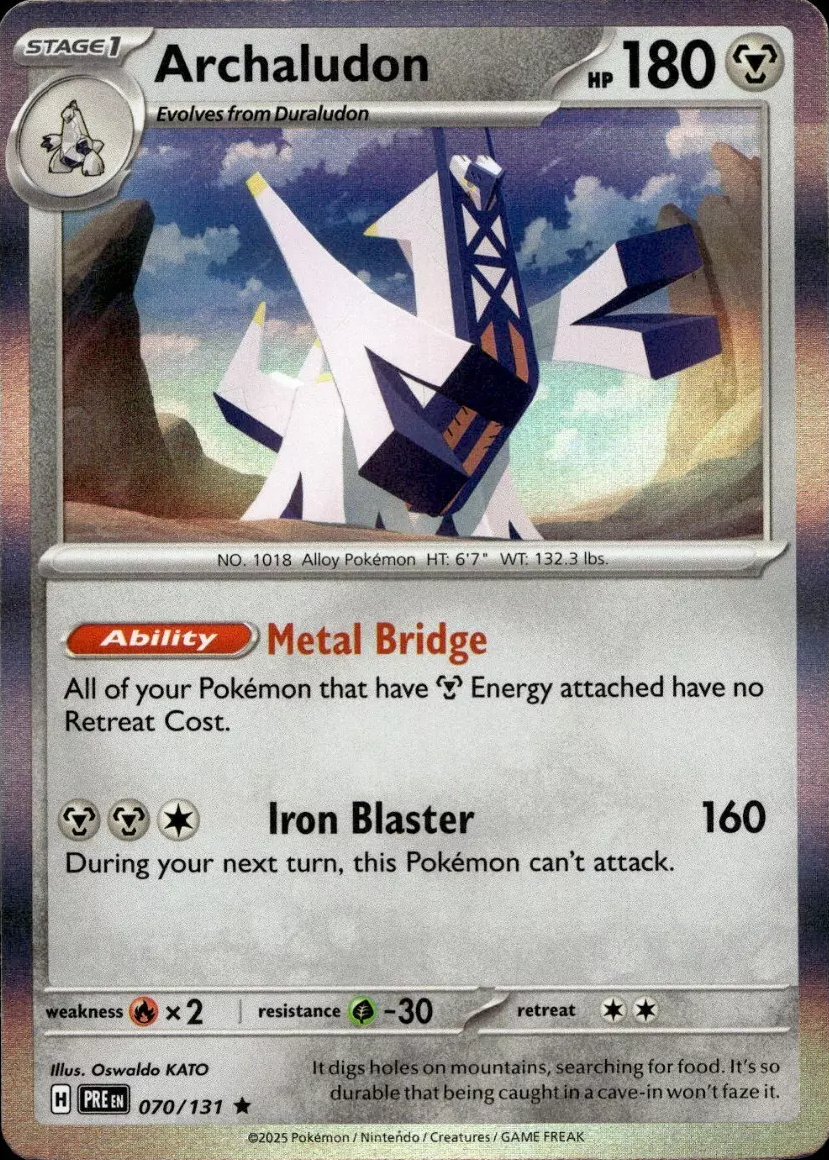 STAGE 1
Archaludon
HP 180
Evolves from Duraludon
NO. 1018 Alloy Pokémon HT: 6'7" WT: 132.3 lbs.
Ability Metal Bridge
All of your Pokémon that have Energy attached have no
Retreat Cost.
Iron Blaster 160
During your next turn, this Pokémon can't attack.
weakness ×2 resistance -30 retreat
Illus. Oswaldo KATO
It digs holes on mountains, searching for food. It's so
durable that being caught in a cave-in won't faze it.
H PRE EN 070/131 ★
©2025 Pokémon / Nintendo / Creatures / GAME FREAK